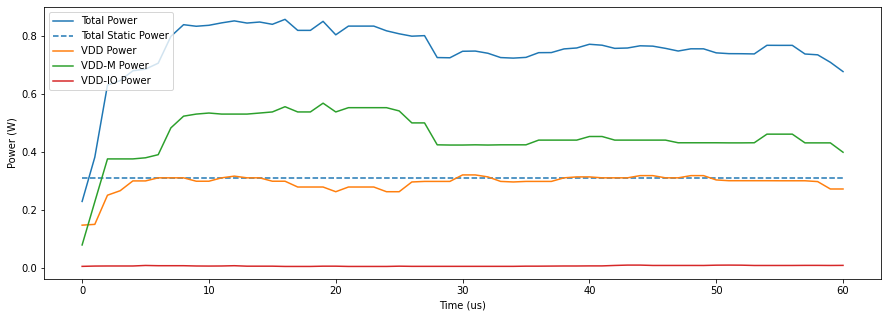 Total Power
Total Static Power
VDD Power
VDD-M Power
VDD-IO Power
Power (W)
0.8
0.6
0.4
0.2
0.0
0 10 20 30 40 50 60
Time (us)